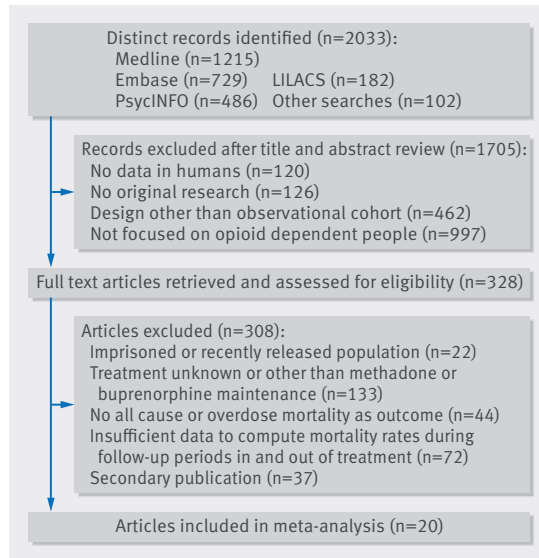 Distinct records identified (n=2033):
Medline (n=1215)
Embase (n=729) LILACS (n=182)
PsycINFO (n=486) Other searches (n=102)
Records excluded after title and abstract review (n=1705):
No data in humans (n=120)
No original research (n=126)
Design other than observational cohort (n=462)
Not focused on opioid dependent people (n=997)
Full text articles retrieved and assessed for eligibility (n=328)
Articles excluded (n=308):
Imprisoned or recently released population (n=22)
Treatment unknown or other than methadone or
buprenorphine maintenance (n=133)
No all cause or overdose mortality as outcome (n=44)
Insufficient data to compute mortality rates during
follow-up periods in and out of treatment (n=72)
Secondary publication (n=37)
Articles included in meta-analysis (n=20)